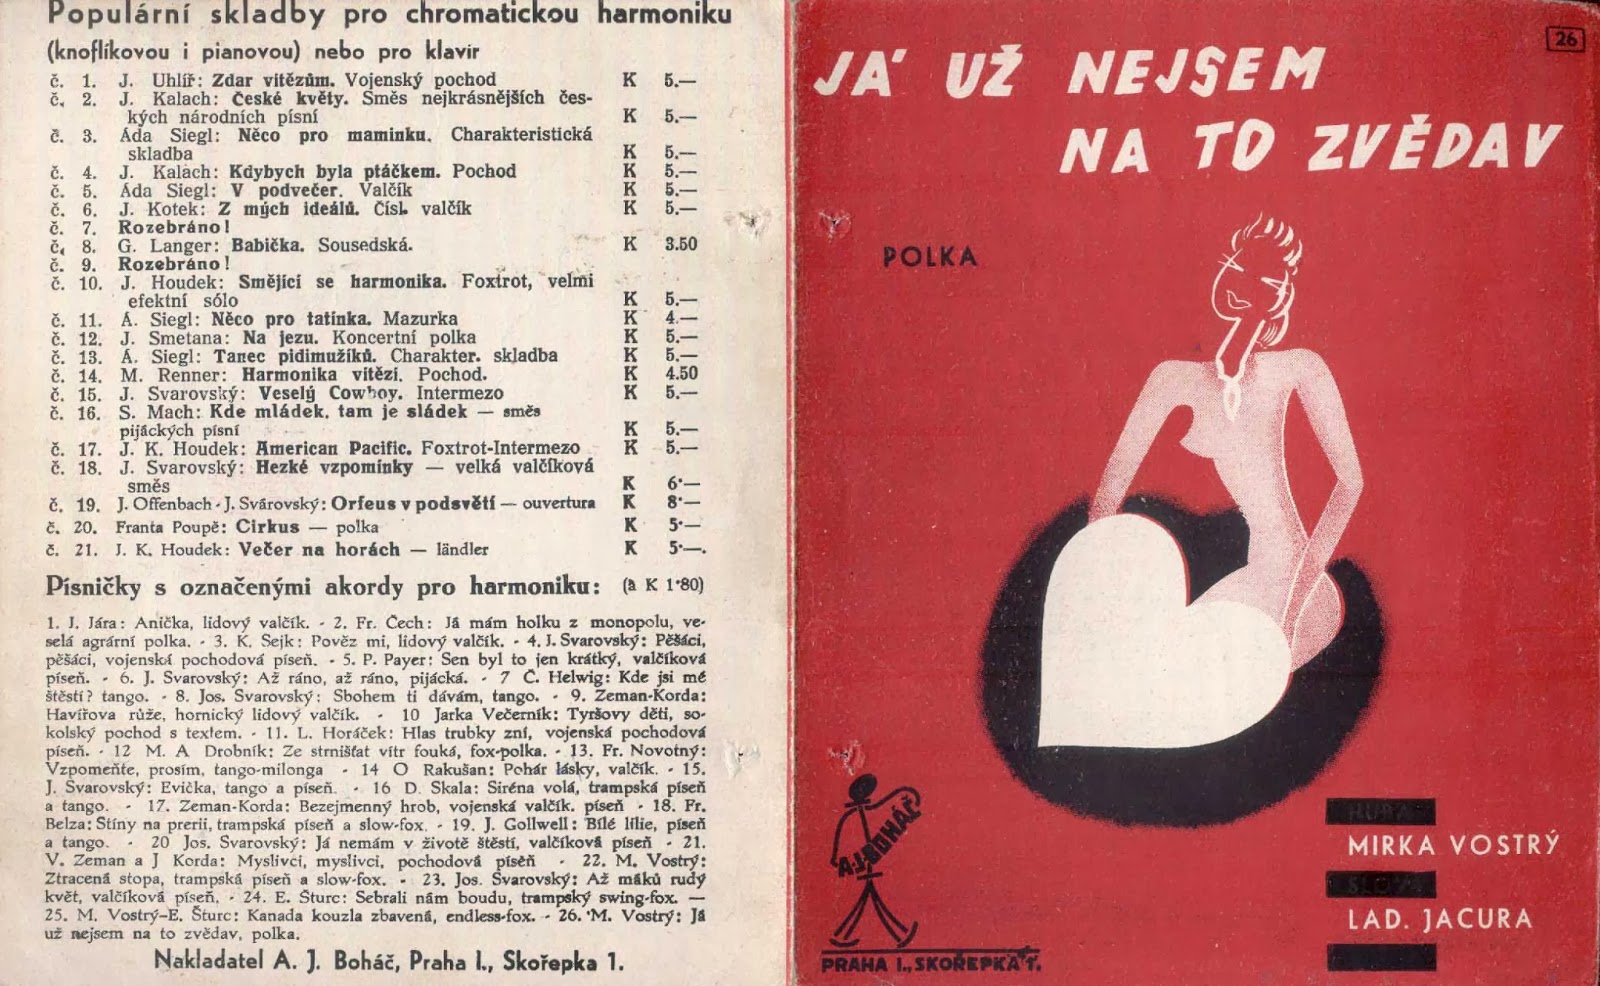 Populární skladby pro chromatickou harmoniku
(knoflíkovou i pianovou) nebo pro klavír
č. 1. J. Uhlíř: Zdar vítězům. Vojenský pochod K 5.—
č. 2. J. Kalach: České květy. Směs nejkrásnějších čes-
kých národních písní K 5.—
č. 3. Áda Siegl: Něco pro maminku. Charakteristická
skladba K 5.—
č. 4. J. Kalach: Kdybych byla ptáčkem. Pochod K 5.—
č. 5. Áda Siegl: V podvečer. Valčík K 5.—
č. 6. J. Kotek: Z mých ideálů. Čísl. valčík K 5.—
č. 7. Rozebráno!
č. 8. G. Langer: Babička. Sousedská. K 3.50
č. 9. Rozebráno!
č. 10. J. Houdek: Smějící se harmonika. Foxtrot, velmi
efektní sólo K 5.—
č. 11. Á. Siegl: Něco pro tatínka. Mazurka K 4.—
č. 12. J. Smetana: Na jezu. Koncertní polka K 5.—
č. 13. Á. Siegl: Tanec pidimužíků. Charakter. skladba K 5.—
č. 14. M. Renner: Harmonika vítězí. Pochod. K 4.50
č. 15. J. Svarovský: Veselý Cowboy. Intermezo K 5.—
č. 16. S. Mach: Kde mládek, tam je sládek — směs
pijáckých písní K 5.—
č. 17. J. K. Houdek: American Pacific. Foxtrot-Intermezo K 5.—
č. 18. J. Svarovský: Hezké vzpomínky — velká valčíková
směs K 6·—
č. 19. J. Offenbach - J. Svárovský: Orfeus v podsvětí — ouvertura K 8·—
č. 20. Franta Poupě: Cirkus — polka K 5·—
č. 21. J. K. Houdek: Večer na horách — ländler K 5·—.
Písničky s označenými akordy pro harmoniku: (à K 1·80)
1. J. Jára: Anička, lidový valčík. - 2. Fr. Čech: Já mám holku z monopolu, ve-
selá agrární polka. - 3. K. Sejk: Pověz mi, lidový valčík. - 4. J. Svarovský: Pěšáci,
pěšáci, vojenská pochodová píseň. - 5. P. Payer: Sen byl to jen krátký, valčíková
píseň. - 6. J. Svarovský: Až ráno, až ráno, pijácká. - 7 Č. Helwig: Kde jsi mé
štěstí? tango. - 8. Jos. Svarovský: Sbohem ti dávám, tango. - 9. Zeman-Korda:
Havířova růže, hornický lidový valčík. - 10 Jarka Večerník: Tyršovy děti, so-
kolský pochod s textem. - 11. L. Horáček: Hlas trubky zní, vojenská pochodová
píseň. - 12 M. A Drobník: Ze strnišťat vítr fouká, fox-polka. - 13. Fr. Novotný:
Vzpomeňte, prosím, tango-milonga - 14 O Rakušan: Pohár lásky, valčík. - 15.
J. Svarovský: Evička, tango a píseň. - 16 D. Skala: Siréna volá, trampská píseň
a tango. - 17. Zeman-Korda: Bezejmenný hrob, vojenská valčík. píseň - 18. Fr.
Belza: Stíny na prerii, trampská píseň a slow-fox. - 19. J. Gollwell: Bílé lilie, píseň
a tango. - 20 Jos. Svarovský: Já nemám v životě štěstí, valčíková píseň - 21.
V. Zeman a J Korda: Myslivci, myslivci, pochodová píseň - 22. M. Vostrý:
Ztracená stopa, trampská píseň a slow-fox. - 23. Jos. Svarovský: Až máků rudý
květ, valčíková píseň. - 24. E. Šturc: Sebrali nám boudu, trampský swing-fox. —
25. M. Vostrý-E. Šturc: Kanada kouzla zbavená, endless-fox. - 26. M. Vostrý: Já
už nejsem na to zvědav, polka.
Nakladatel A. J. Boháč, Praha I., Skořepka 1.
26
JÁ UŽ NEJSEM
NA TO ZVĚDAV
POLKA
HUDBA
MIRKA VOSTRÝ
SLOVA
LAD. JACURA
A.J. BOHÁČ
PRAHA I., SKOŘEPKA 1.